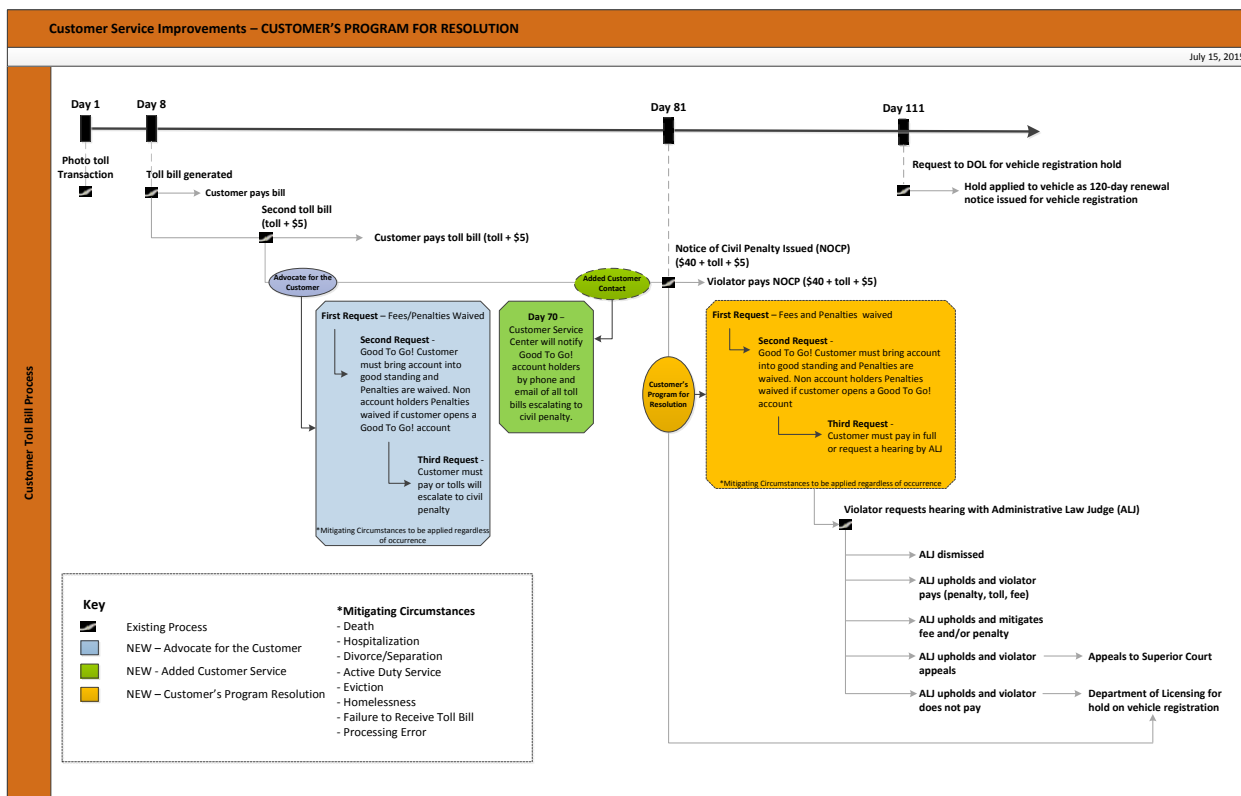 Customer Service Improvements – CUSTOMER'S PROGRAM FOR RESOLUTION
July 15, 2015
Customer Toll Bill Process
Day 1
Day 8
Day 81
Day 111
Photo toll
Transaction
Toll bill generated
Customer pays bill
Second toll bill
(toll + $5)
Customer pays toll bill (toll + $5)
Request to DOL for vehicle registration hold
Hold applied to vehicle as 120-day renewal
notice issued for vehicle registration
Notice of Civil Penalty Issued (NOCP)
($40 + toll + $5)
Violator pays NOCP ($40 + toll + $5)
Advocate for the
Customer
Added Customer
Contact
First Request – Fees/Penalties Waived
Second Request -
Good To Go! Customer
must bring account into
good standing and
Penalties are waived. Non
account holders Penalties
waived if customer opens a
Good To Go! account
Third Request -
Customer must
pay or tolls will
escalate to civil
penalty
*Mitigating Circumstances to be applied regardless
of occurrence
Day 70 –
Customer Service
Center will notify
Good To Go!
account holders
by phone and
email of all toll
bills escalating to
civil penalty.
Customer's
Program for
Resolution
First Request – Fees and Penalties waived
Second Request -
Good To Go! Customer must bring account
into good standing and Penalties are
waived. Non account holders Penalties
waived if customer opens a Good To Go!
account
Third Request -
Customer must pay in full
or request a hearing by ALJ
*Mitigating Circumstances to be applied regardless of occurrence
Violator requests hearing with Administrative Law Judge (ALJ)
ALJ dismissed
ALJ upholds and violator
pays (penalty, toll, fee)
ALJ upholds and mitigates
fee and/or penalty
ALJ upholds and violator
appeals
Appeals to Superior Court
ALJ upholds and violator
does not pay
Department of Licensing for
hold on vehicle registration
Key
Existing Process
NEW – Advocate for the Customer
NEW - Added Customer Service
NEW – Customer's Program Resolution
*Mitigating Circumstances
- Death
- Hospitalization
- Divorce/Separation
- Active Duty Service
- Eviction
- Homelessness
- Failure to Receive Toll Bill
- Processing Error